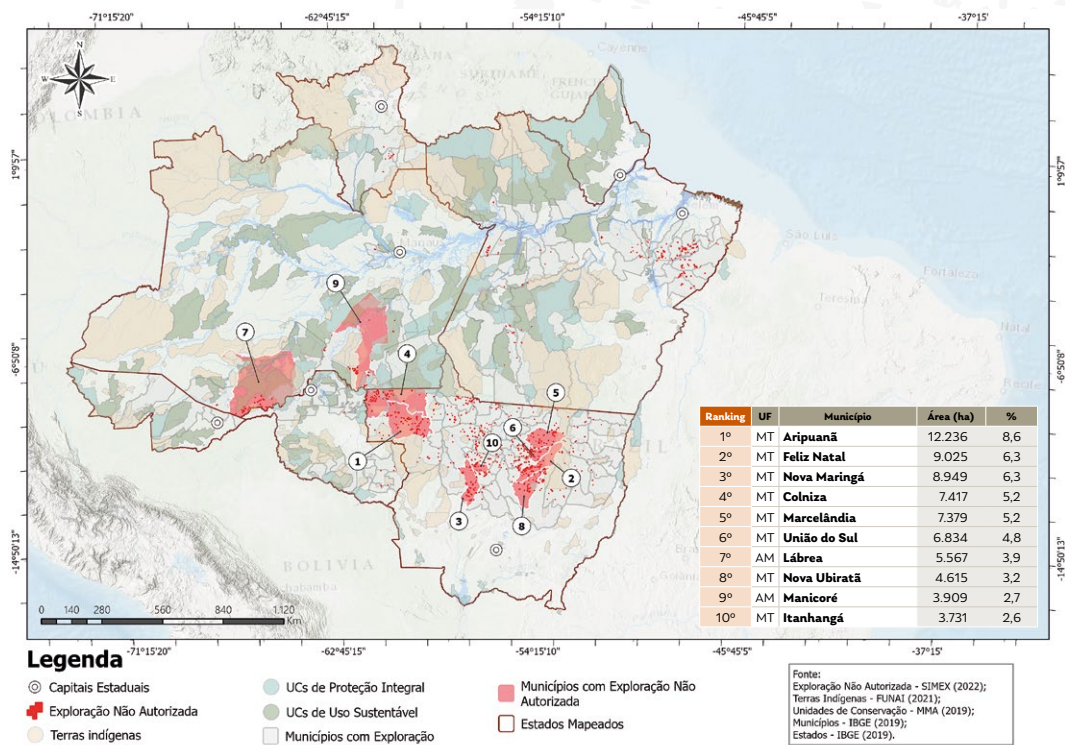 -71°15'20" -62°45'15" -54°15'10" -45°45'5" -37°15'
N
W E
S
Cayenne
GUIANA
SURINAME
FRENCH
GUIANA
COLOMBIA
1°9'57"
1°9'57"
Manaus
São Luís
Fortaleza
Teresina
Natal
Recife
9
7
4
-6°50'8"
-6°50'8"
5
6
10
1
2
3
8
-14°50'13"
-14°50'13"
BOLIVIA
Goiânia
Ranking UF Município Área (ha) %
1º MT Aripuanã 12.236 8,6
2º MT Feliz Natal 9.025 6,3
3º MT Nova Maringá 8.949 6,3
4º MT Colniza 7.417 5,2
5º MT Marcelândia 7.379 5,2
6º MT União do Sul 6.834 4,8
7º AM Lábrea 5.567 3,9
8º MT Nova Ubiratã 4.615 3,2
9º AM Manicoré 3.909 2,7
10º MT Itanhangá 3.731 2,6
0 140 280 560 840 1.120
Km
-71°15'20" -62°45'15" -54°15'10" -45°45'5" -37°15'
Legenda
Capitais Estaduais
Exploração Não Autorizada
Terras indígenas
UCs de Proteção Integral
UCs de Uso Sustentável
Municípios com Exploração
Municípios com Exploração Não
Autorizada
Estados Mapeados
Fonte:
Exploração Não Autorizada - SIMEX (2022);
Terras Indígenas - FUNAI (2021);
Unidades de Conservação - MMA (2019);
Municípios - IBGE (2019);
Estados - IBGE (2019).